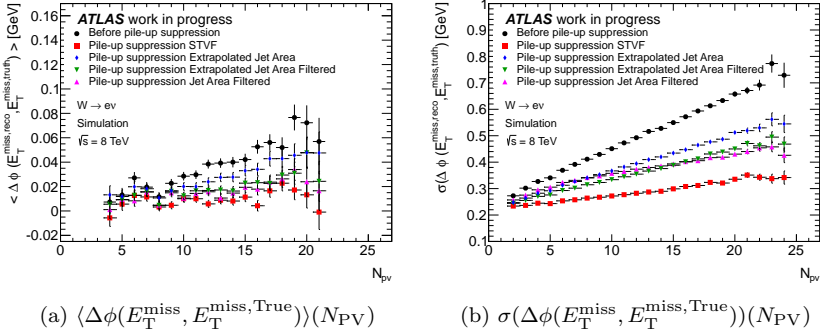 < Δ ϕ (E_T^miss,reco, E_T^miss,truth) > [GeV]
0.16
0.14
0.12
0.1
0.08
0.06
0.04
0.02
0
-0.02
ATLAS work in progress
Before pile-up suppression
Pile-up suppression STVF
Pile-up suppression Extrapolated Jet Area
Pile-up suppression Extrapolated Jet Area Filtered
Pile-up suppression Jet Area Filtered
W → eν
Simulation
√s = 8 TeV
0 5 10 15 20 25
N_pv
(a) ⟨Δϕ(E_T^miss, E_T^miss,True)⟩(N_PV)
σ(Δ ϕ (E_T^miss,reco, E_T^miss,truth) [GeV]
1
0.9
0.8
0.7
0.6
0.5
0.4
0.3
0.2
0.1
ATLAS work in progress
Before pile-up suppression
Pile-up suppression STVF
Pile-up suppression Extrapolated Jet Area
Pile-up suppression Extrapolated Jet Area Filtered
Pile-up suppression Jet Area Filtered
W → eν
Simulation
√s = 8 TeV
0 5 10 15 20 25
N_pv
(b) σ(Δϕ(E_T^miss, E_T^miss,True))(N_PV)